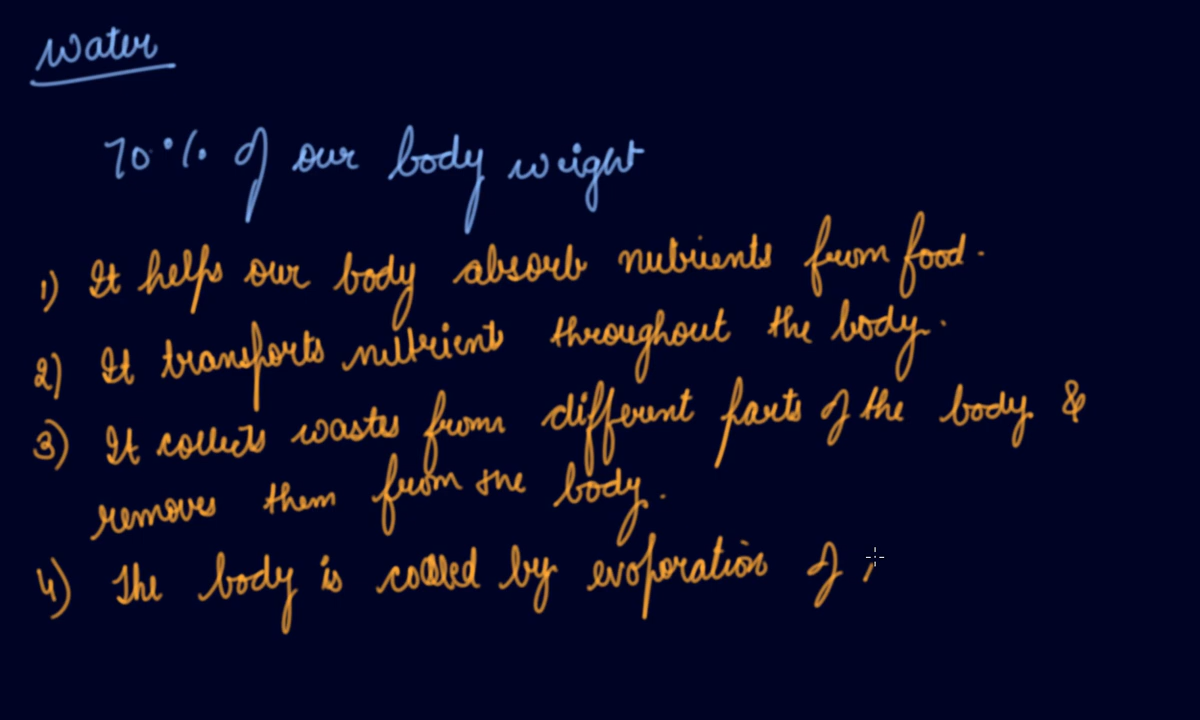 water
70% of our body weight
1) It helps our body absorb nutrients from food.
2) It transports nutrients throughout the body.
3) It collects wastes from different parts of the body &
removes them from the body.
4) The body is cooled by evoporation of